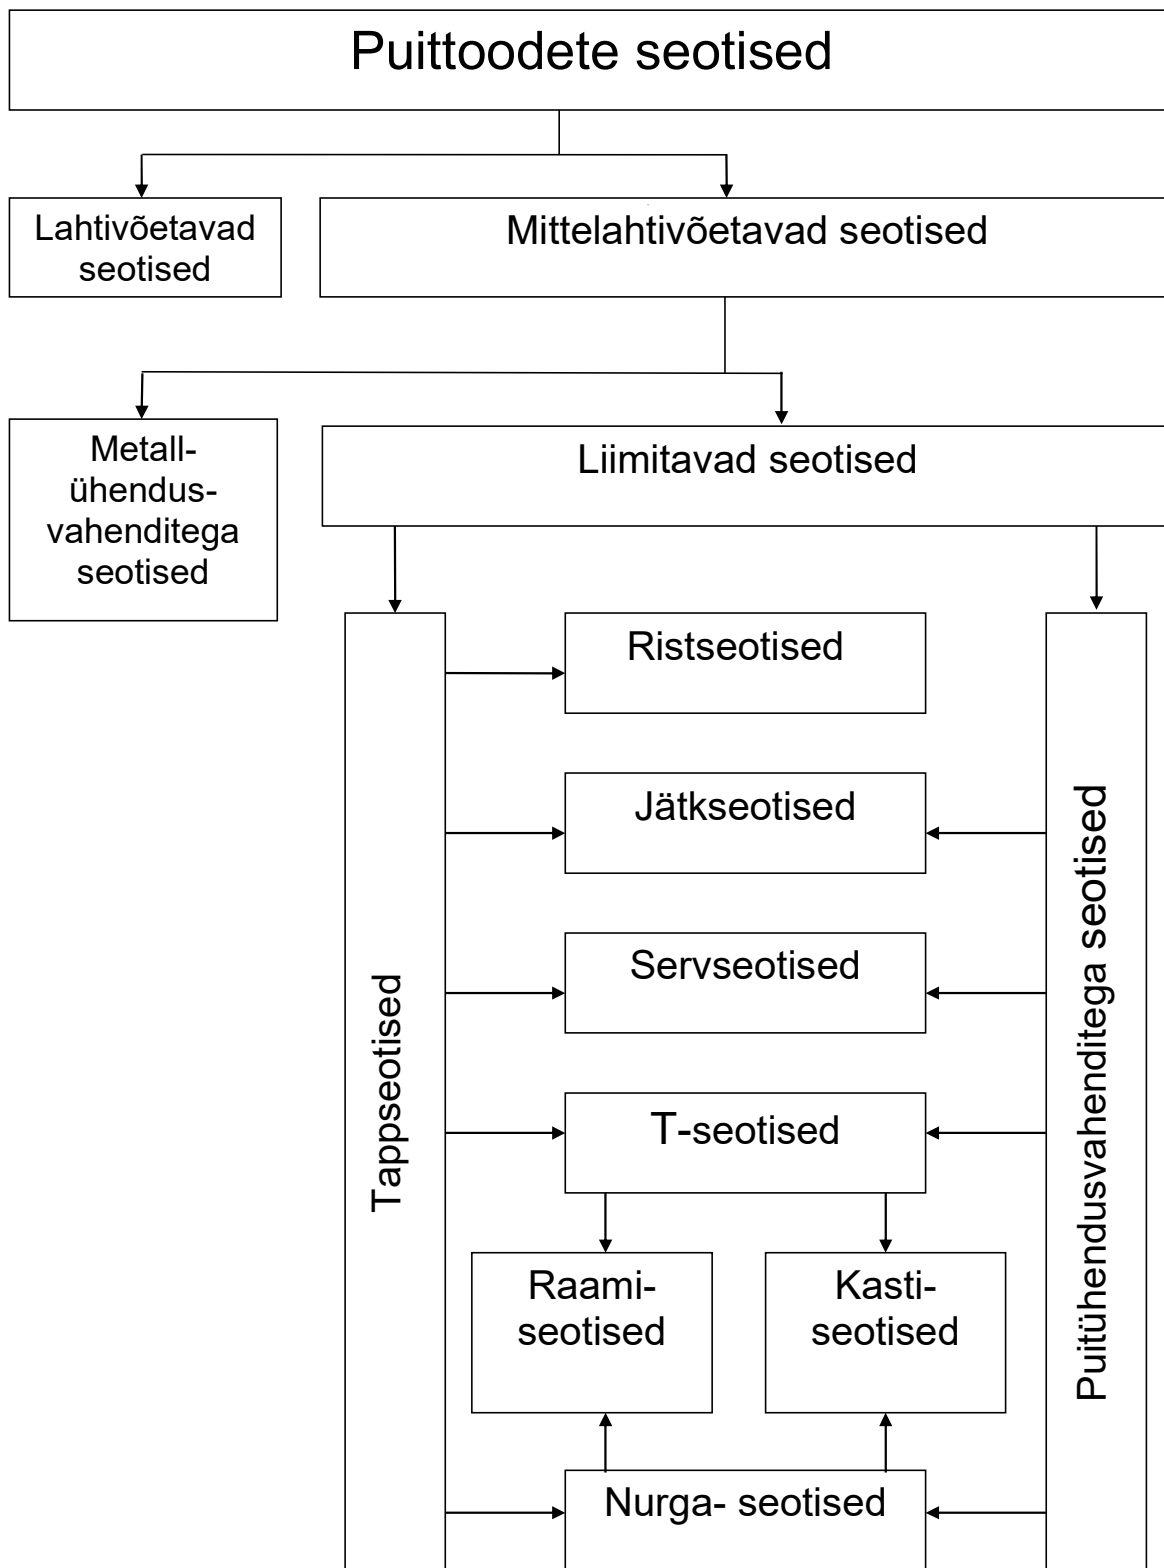 Puittoodete seotised
Lahtivõetavad
seotised
Mittelahtivõetavad seotised
Metall-
ühendus-
vahenditega
seotised
Liimitavad seotised
Tappseotised
Ristseotised
Jätkseotised
Servseotised
T-seotised
Raami-
seotised
Kasti-
seotised
Nurga- seotised
Puitühendusvahenditega seotised